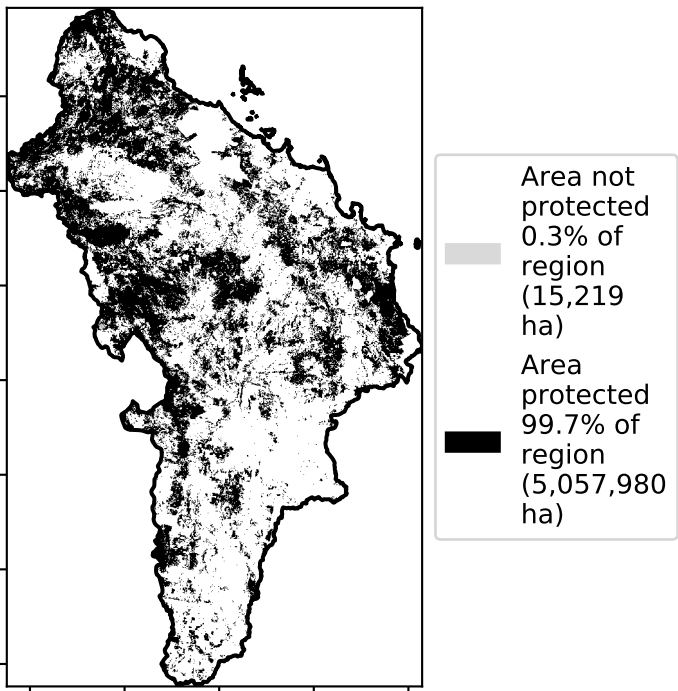 Area not
protected
0.3% of
region
(15,219
ha)
Area
protected
99.7% of
region
(5,057,980
ha)